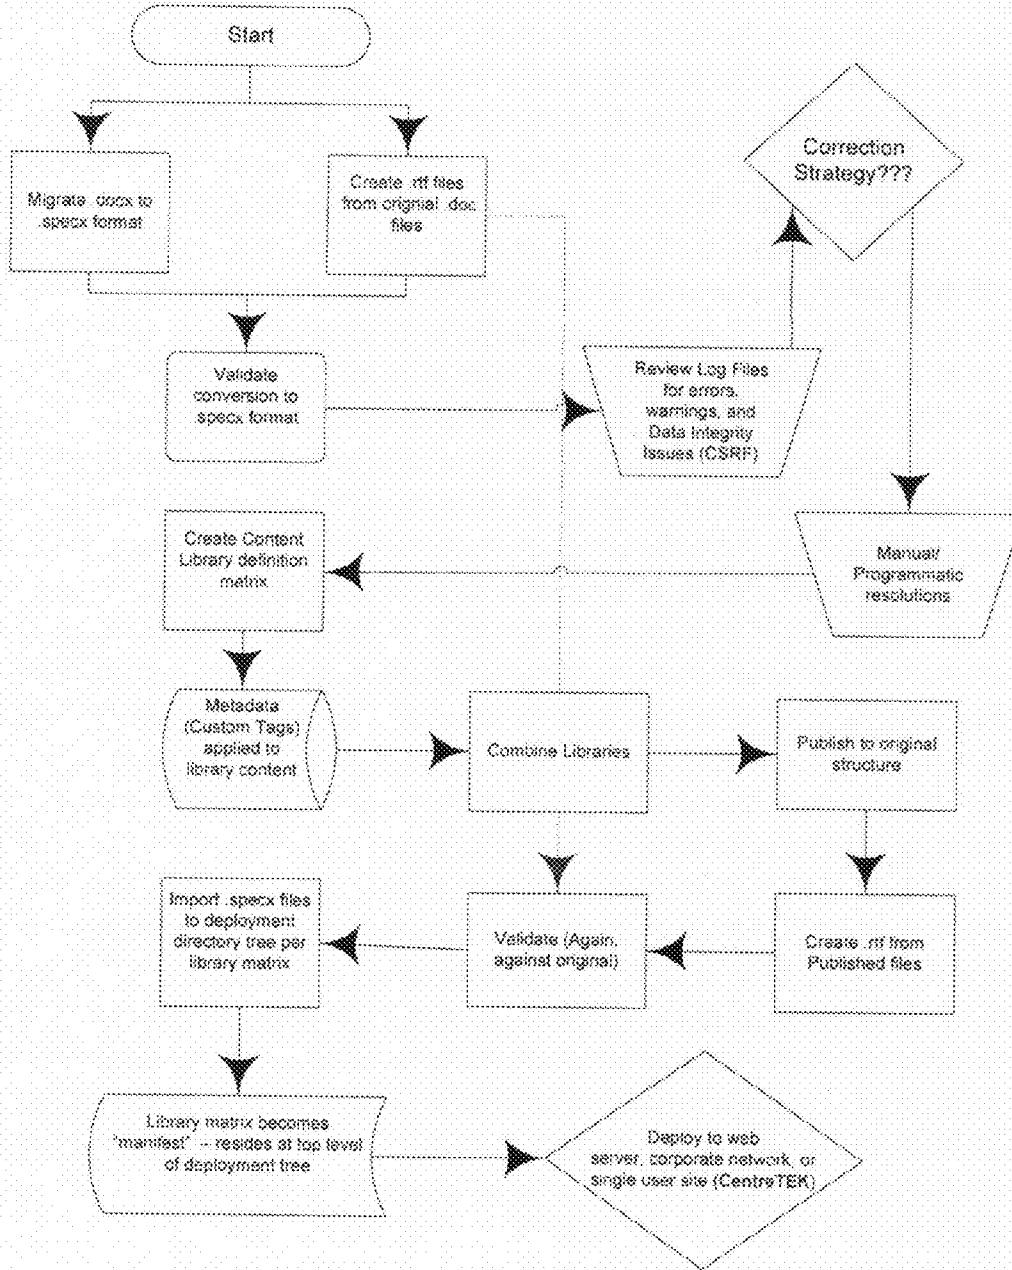 Start
Migrate .docx to
.specx format
Create .rtf files
from orignial .doc
files
Correction
Strategy???
Validate
conversion to
.specx format
Review Log Files
for errors,
warnings, and
Data Integrity
Issues (CSRF)
Manual/
Programmatic
resolutions
Create Content
Library definition
matrix
Metadata
(Custom Tags)
applied to
library content
Combine Libraries
Publish to original
structure
Create .rtf from
Published files
Validate (Again,
against original)
Import .specx files
to deployment
directory tree per
library matrix
Library matrix becomes
"manifest" -- resides at top level
of deployment tree
Deploy to web
server, corporate network, or
single user site (CentreTEK)